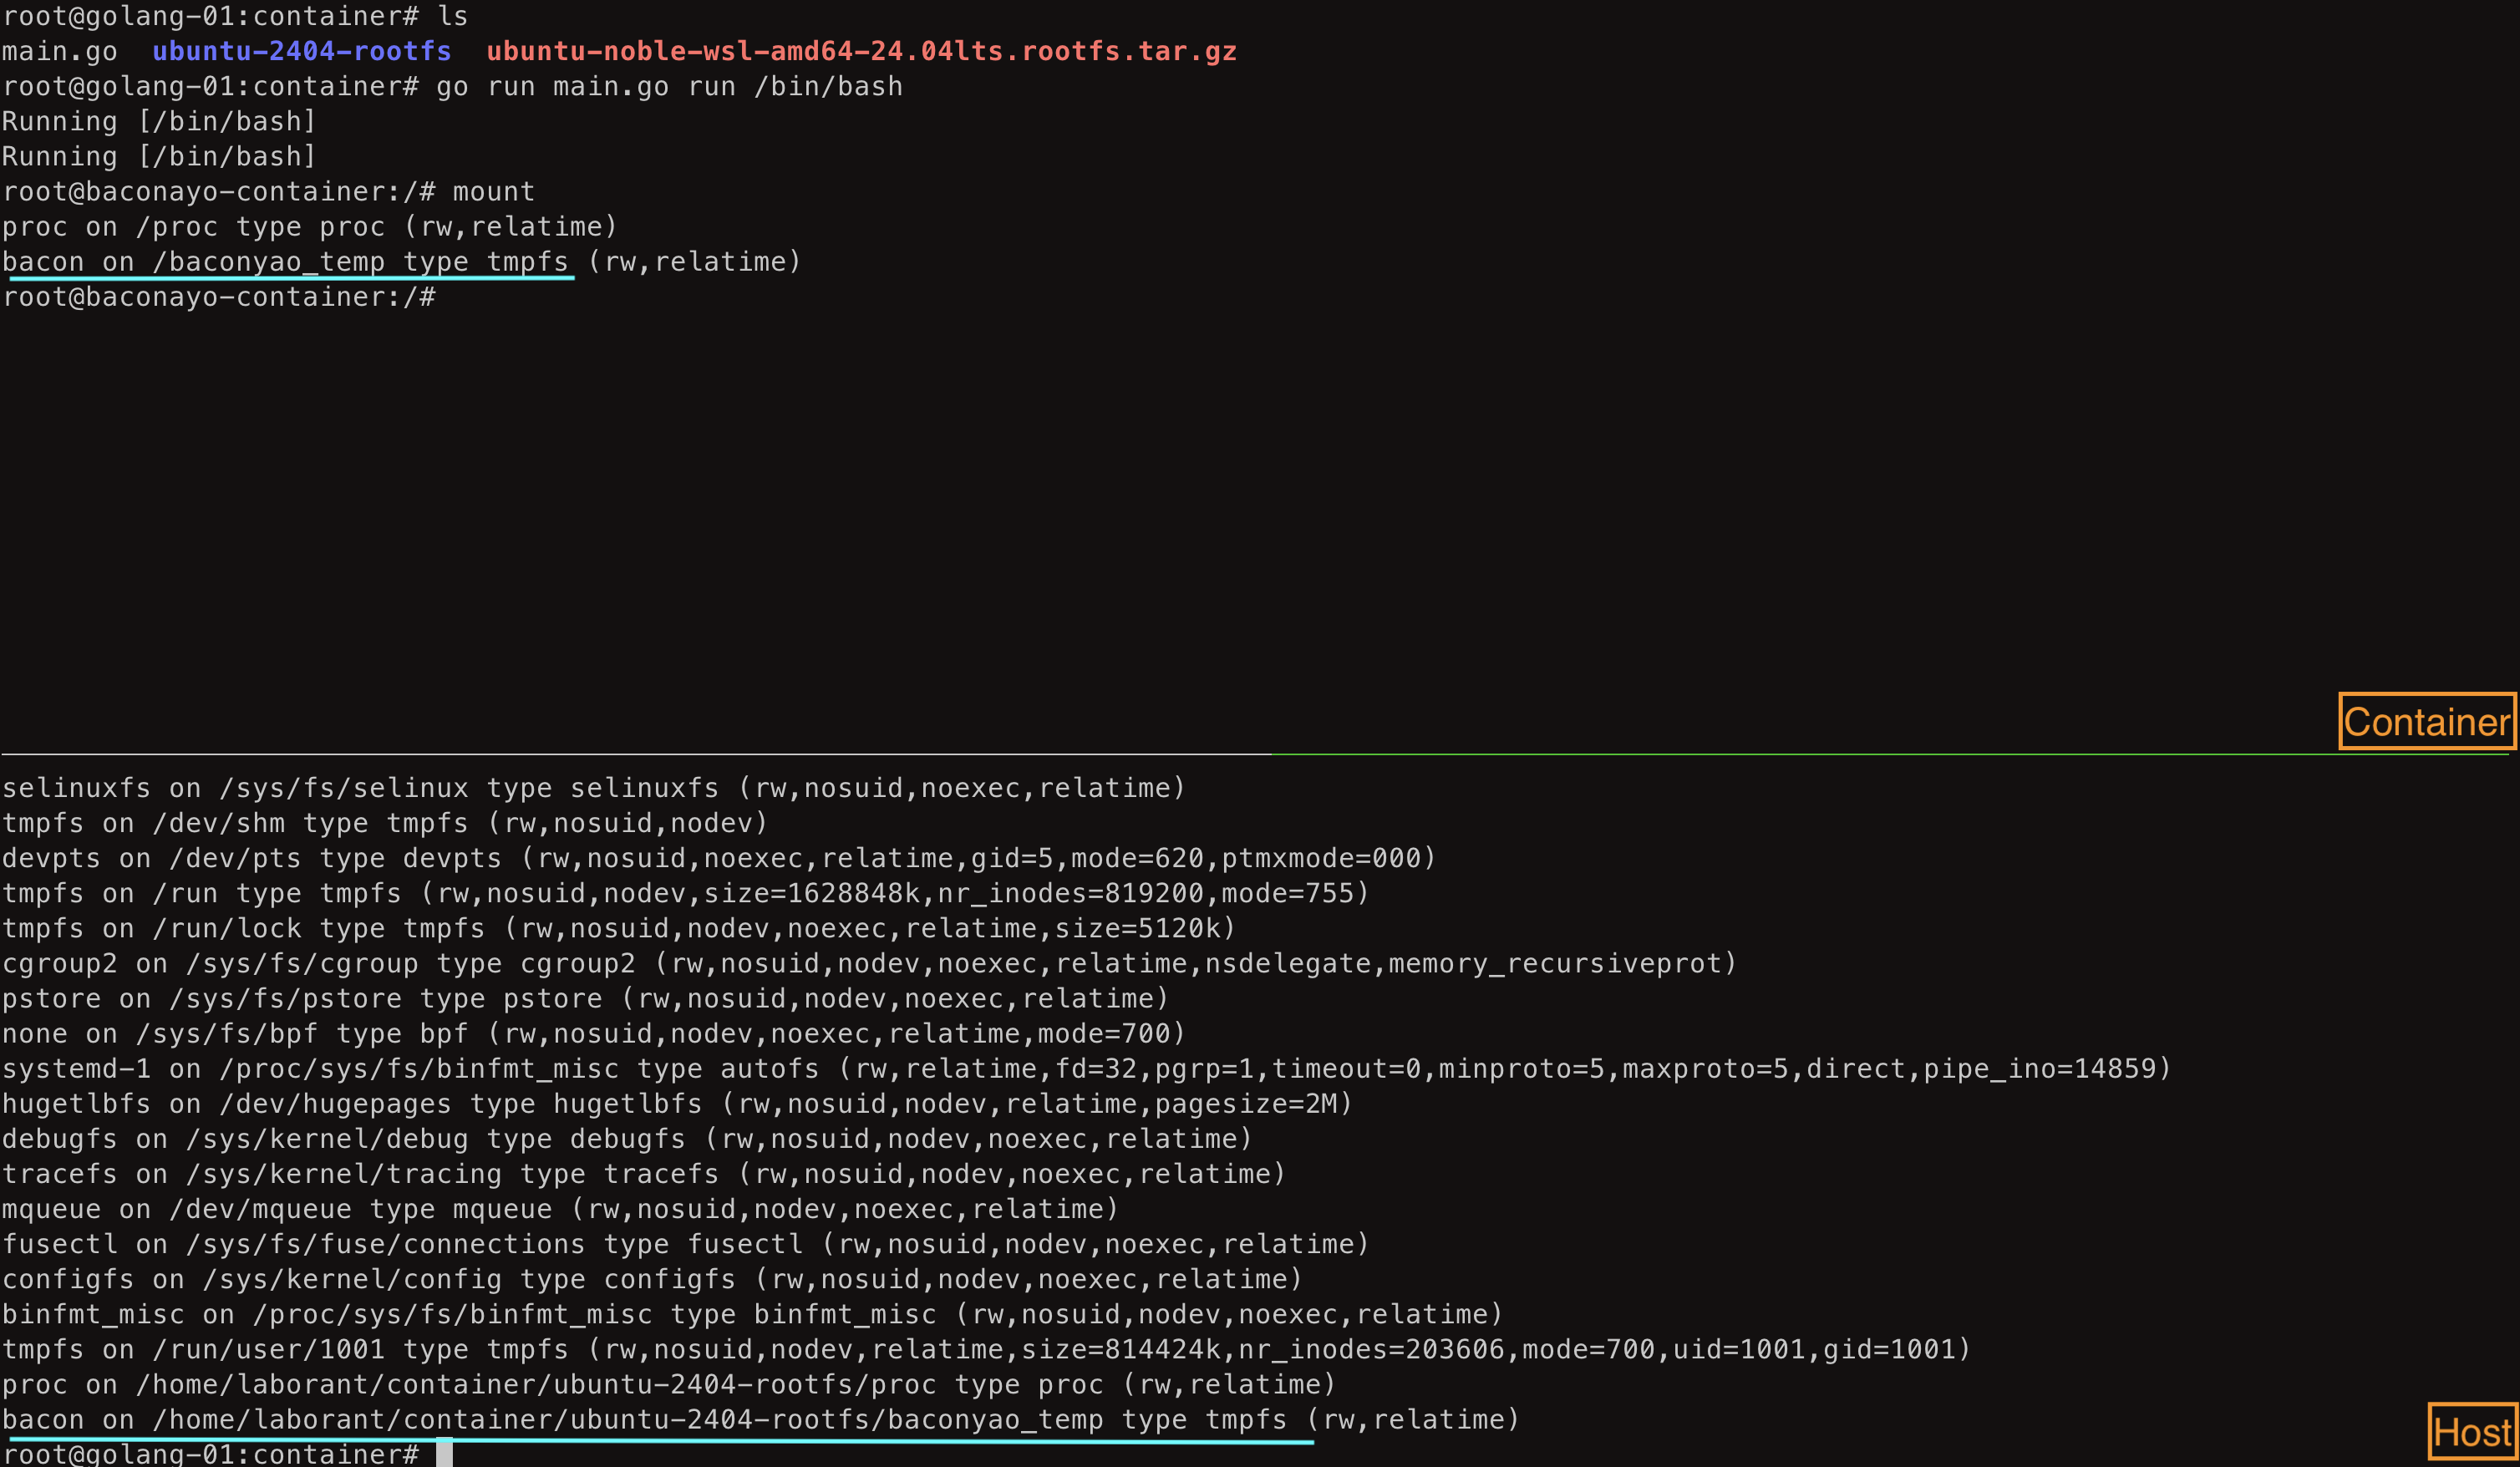 root@golang-01:container# ls
main.go  ubuntu-2404-rootfs  ubuntu-noble-wsl-amd64-24.04lts.rootfs.tar.gz
root@golang-01:container# go run main.go run /bin/bash
Running [/bin/bash]
Running [/bin/bash]
root@baconayo-container:/# mount
proc on /proc type proc (rw,relatime)
bacon on /baconyao_temp type tmpfs (rw,relatime)
root@baconayo-container:/#
Container
selinuxfs on /sys/fs/selinux type selinuxfs (rw,nosuid,noexec,relatime)
tmpfs on /dev/shm type tmpfs (rw,nosuid,nodev)
devpts on /dev/pts type devpts (rw,nosuid,noexec,relatime,gid=5,mode=620,ptmxmode=000)
tmpfs on /run type tmpfs (rw,nosuid,nodev,size=1628848k,nr_inodes=819200,mode=755)
tmpfs on /run/lock type tmpfs (rw,nosuid,nodev,noexec,relatime,size=5120k)
cgroup2 on /sys/fs/cgroup type cgroup2 (rw,nosuid,nodev,noexec,relatime,nsdelegate,memory_recursiveprot)
pstore on /sys/fs/pstore type pstore (rw,nosuid,nodev,noexec,relatime)
none on /sys/fs/bpf type bpf (rw,nosuid,nodev,noexec,relatime,mode=700)
systemd-1 on /proc/sys/fs/binfmt_misc type autofs (rw,relatime,fd=32,pgrp=1,timeout=0,minproto=5,maxproto=5,direct,pipe_ino=14859)
hugetlbfs on /dev/hugepages type hugetlbfs (rw,nosuid,nodev,relatime,pagesize=2M)
debugfs on /sys/kernel/debug type debugfs (rw,nosuid,nodev,noexec,relatime)
tracefs on /sys/kernel/tracing type tracefs (rw,nosuid,nodev,noexec,relatime)
mqueue on /dev/mqueue type mqueue (rw,nosuid,nodev,noexec,relatime)
fusectl on /sys/fs/fuse/connections type fusectl (rw,nosuid,nodev,noexec,relatime)
configfs on /sys/kernel/config type configfs (rw,nosuid,nodev,noexec,relatime)
binfmt_misc on /proc/sys/fs/binfmt_misc type binfmt_misc (rw,nosuid,nodev,noexec,relatime)
tmpfs on /run/user/1001 type tmpfs (rw,nosuid,nodev,relatime,size=814424k,nr_inodes=203606,mode=700,uid=1001,gid=1001)
proc on /home/laborant/container/ubuntu-2404-rootfs/proc type proc (rw,relatime)
bacon on /home/laborant/container/ubuntu-2404-rootfs/baconyao_temp type tmpfs (rw,relatime)
Host
root@golang-01:container#